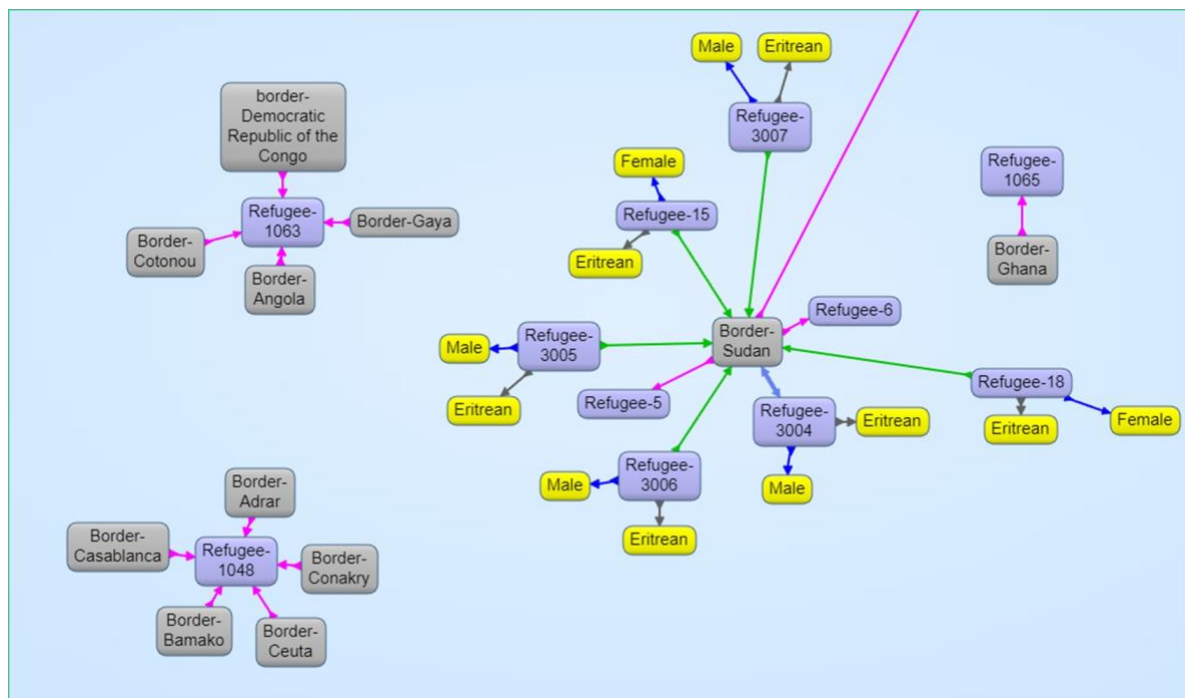 Male
Eritrean
border-
Democratic
Republic of the
Congo
Refugee-
3007
Female
Refugee-
1065
Refugee-
1063
Border-Gaya
Refugee-15
Border-
Cotonou
Eritrean
Border-
Ghana
Border-
Angola
Refugee-6
Male
Refugee-
3005
Border-
Sudan
Refugee-18
Eritrean
Refugee-5
Refugee-
3004
Eritrean
Eritrean
Female
Male
Refugee-
3006
Male
Eritrean
Border-
Adrar
Border-
Casablanca
Refugee-
1048
Border-
Conakry
Border-
Bamako
Border-
Ceuta